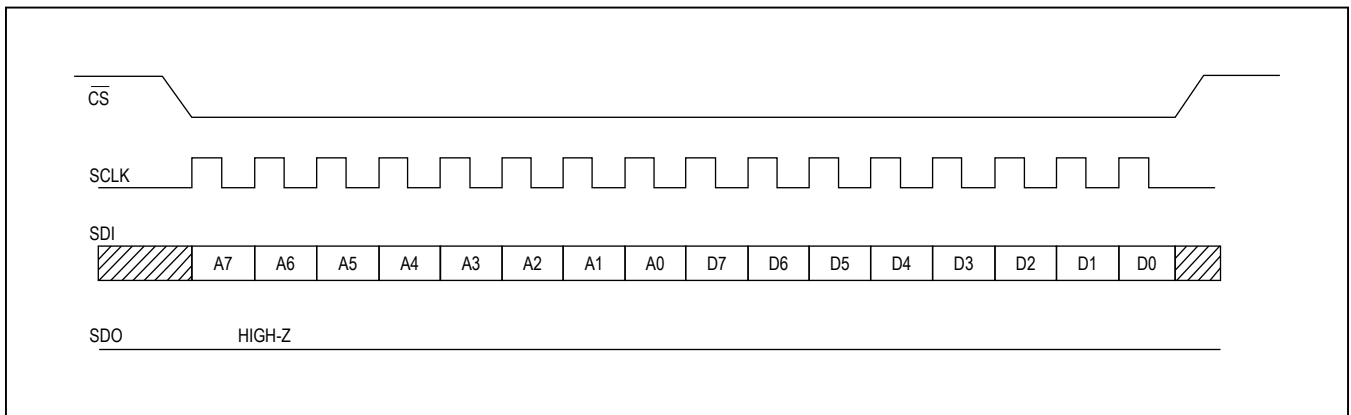 C̅S̅
SCLK
SDI
A7 A6 A5 A4 A3 A2 A1 A0 D7 D6 D5 D4 D3 D2 D1 D0
SDO HIGH-Z